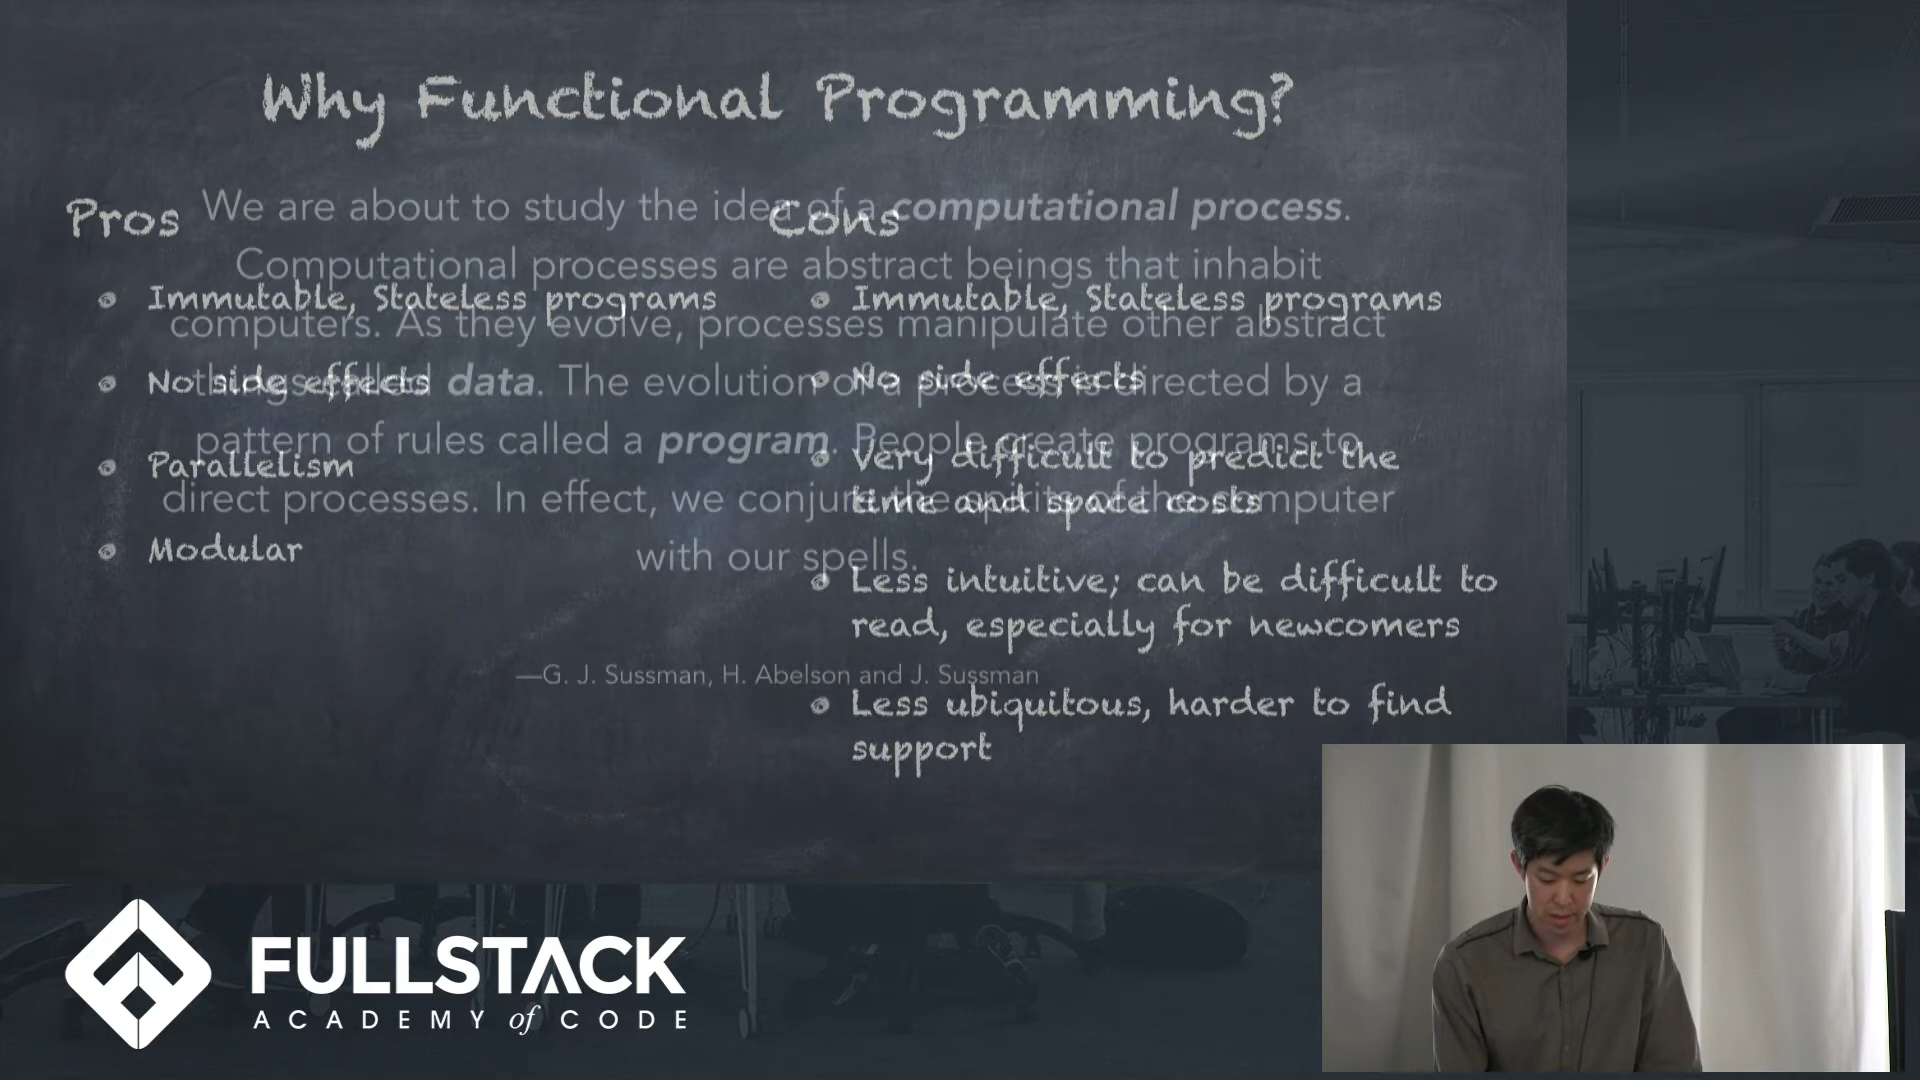 Why Functional Programming?
Pros
Immutable, Stateless programs
No side effects
Parallelism
Modular
Cons
Immutable, Stateless programs
No side effects
Very difficult to predict the
time and space costs
Less intuitive; can be difficult to
read, especially for newcomers
Less ubiquitous, harder to find
support
We are about to study the idea of a computational process.
Computational processes are abstract beings that inhabit
computers. As they evolve, processes manipulate other abstract
things called data. The evolution of a process is directed by a
pattern of rules called a program. People create programs to
direct processes. In effect, we conjure the spirits of the computer
with our spells.
—G. J. Sussman, H. Abelson and J. Sussman
FULLSTACK
ACADEMY of CODE